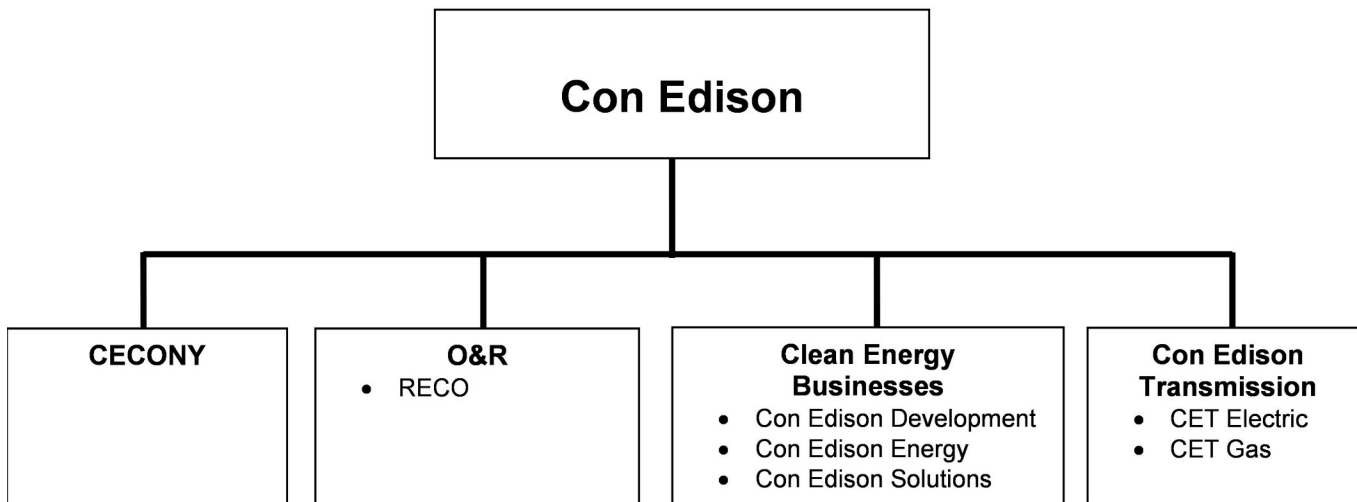 Con Edison
CECONY
O&R
• RECO
Clean Energy
Businesses
• Con Edison Development
• Con Edison Energy
• Con Edison Solutions
Con Edison
Transmission
• CET Electric
• CET Gas